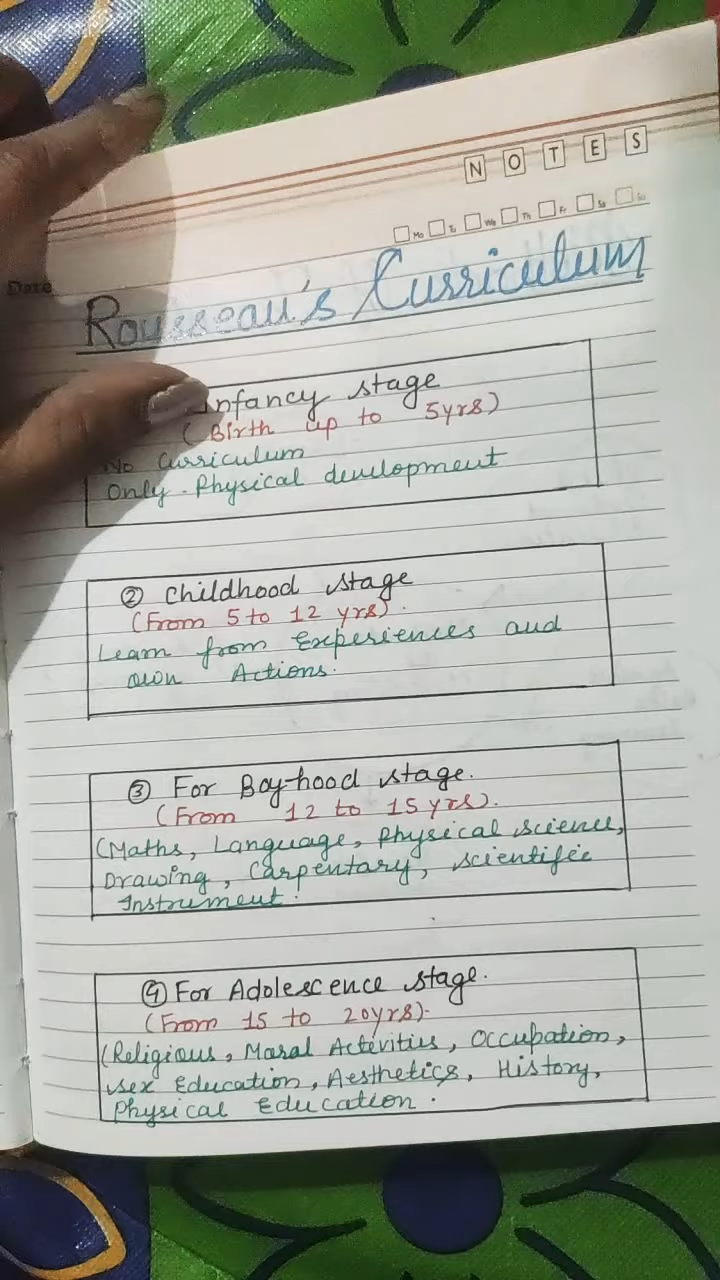 N O T E S
Mo Tu We Th Fr Sa Su
Date
Rousseau's Curriculum
Infancy stage
(Birth up to 5yrs)
No Curriculum
Only - Physical development
② Childhood stage
(From 5 to 12 yrs).
Learn from Experiences and
own Actions.
③ For Boy-hood stage.
(From 12 to 15 yrs).
(Maths, Language, Physical science,
Drawing, Carpentary, scientific
Instrument.
④ For Adolescence stage.
(From 15 to 20yrs).
(Religious, Moral Activities, Occupation,
Sex Education, Aesthetics, History,
Physical Education.